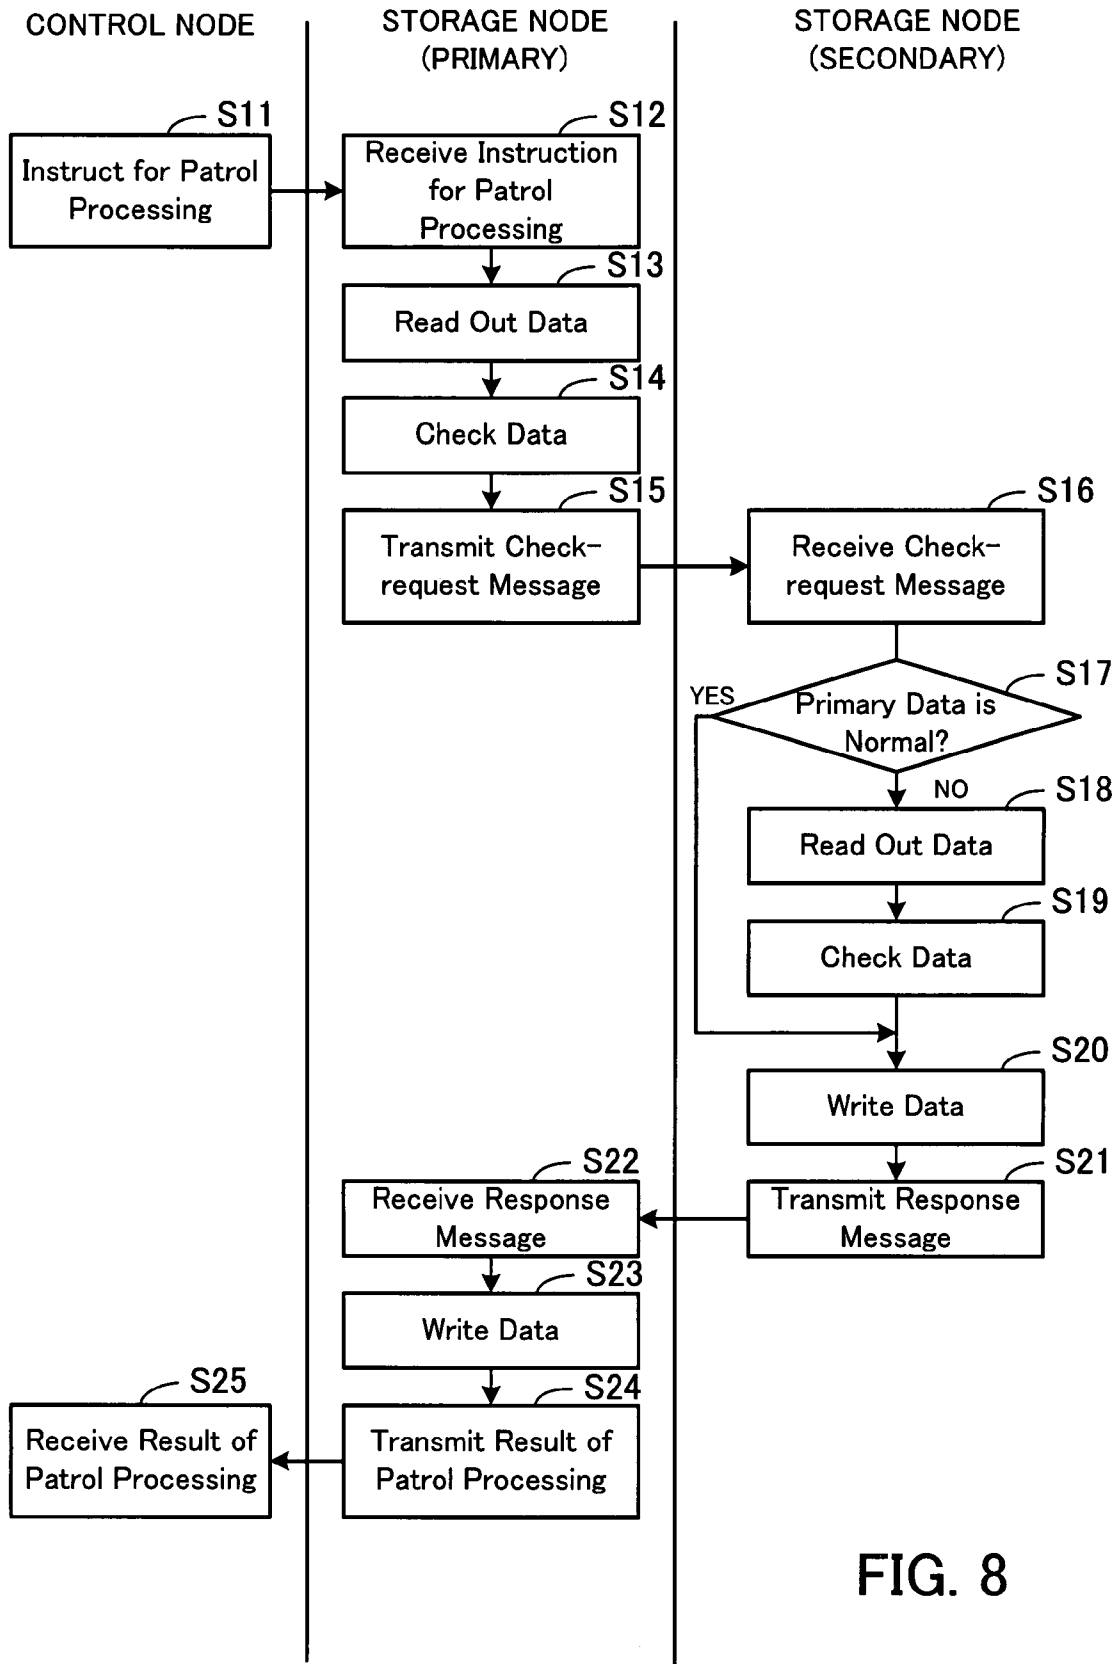 CONTROL NODE
STORAGE NODE
(PRIMARY)
STORAGE NODE
(SECONDARY)
S11
Instruct for Patrol
Processing
S12
Receive Instruction
for Patrol
Processing
S13
Read Out Data
S14
Check Data
S15
Transmit Check-
request Message
S16
Receive Check-
request Message
S17
Primary Data is
Normal?
YES
NO
S18
Read Out Data
S19
Check Data
S20
Write Data
S21
Transmit Response
Message
S22
Receive Response
Message
S23
Write Data
S24
Transmit Result of
Patrol Processing
S25
Receive Result of
Patrol Processing
FIG. 8